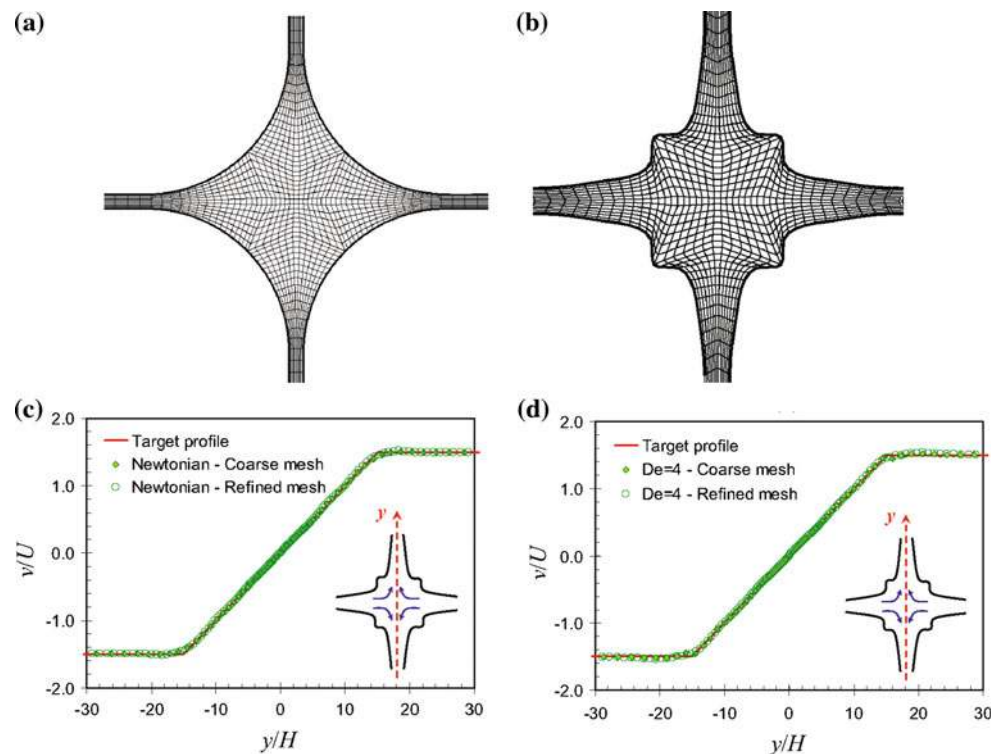 (a)
(b)
(c)
2.0
1.0
0.0
-1.0
-2.0
v/U
Target profile
Newtonian - Coarse mesh
Newtonian - Refined mesh
y
-30 -20 -10 0 10 20 30
y/H
(d)
2.0
1.0
0.0
-1.0
-2.0
v/U
Target profile
De=4 - Coarse mesh
De=4 - Refined mesh
y
-30 -20 -10 0 10 20 30
y/H